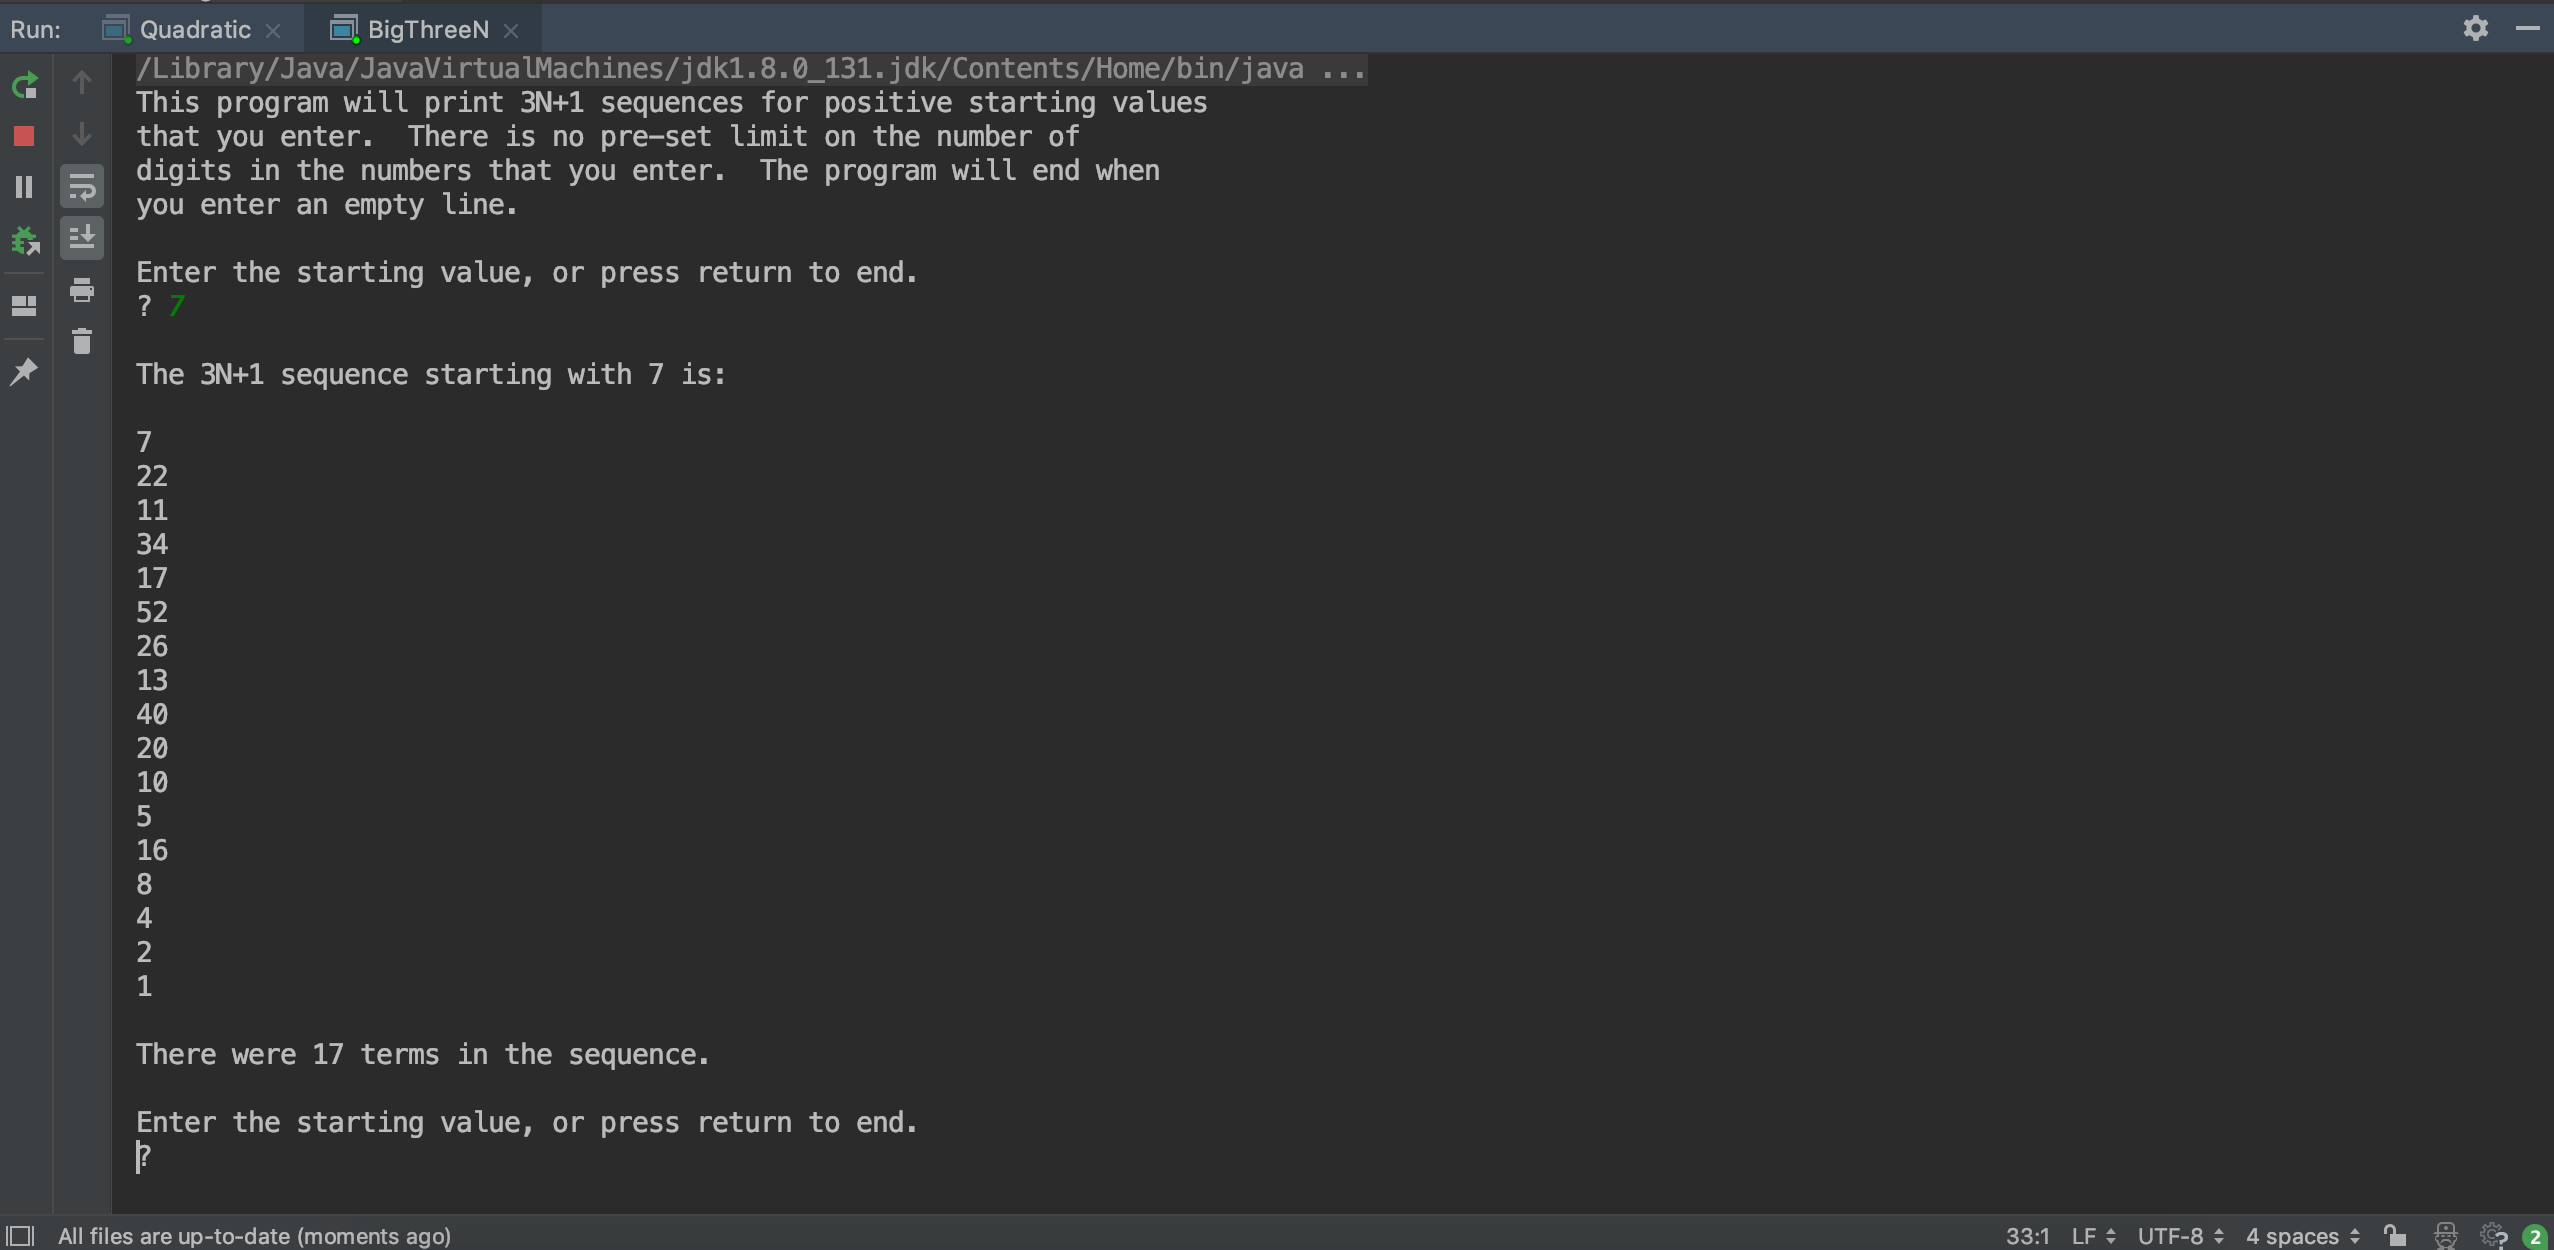 Run: Quadratic BigThreeN
/Library/Java/JavaVirtualMachines/jdk1.8.0_131.jdk/Contents/Home/bin/java ...
This program will print 3N+1 sequences for positive starting values
that you enter.  There is no pre-set limit on the number of
digits in the numbers that you enter.  The program will end when
you enter an empty line.
Enter the starting value, or press return to end.
? 7
The 3N+1 sequence starting with 7 is:
7
22
11
34
17
52
26
13
40
20
10
5
16
8
4
2
1
There were 17 terms in the sequence.
Enter the starting value, or press return to end.
?
All files are up-to-date (moments ago) 33:1 LF UTF-8 4 spaces 2